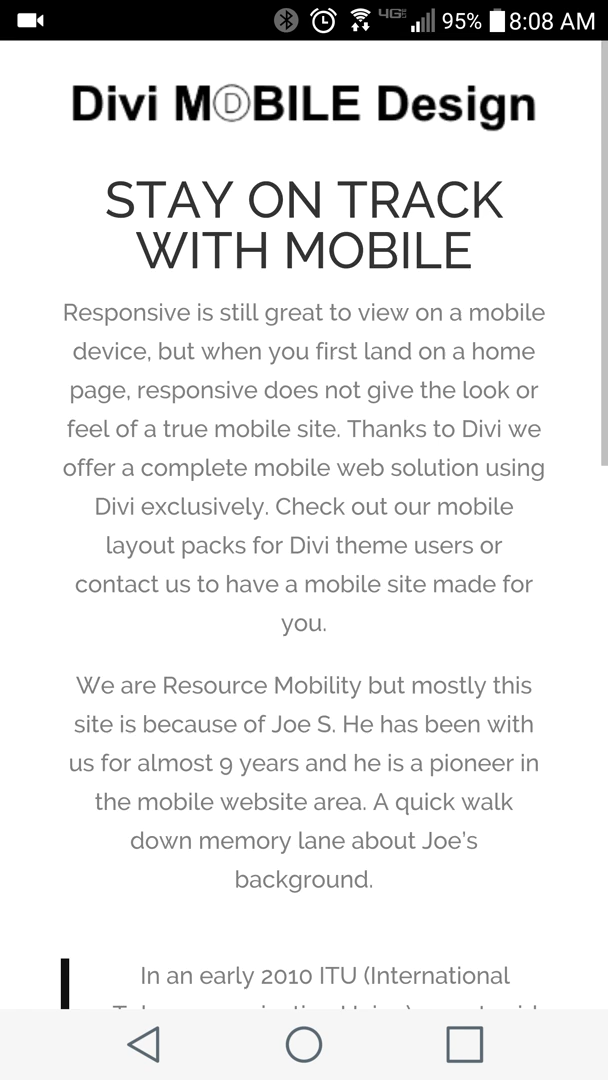 4G
95% 8:08 AM
Divi MDBILE Design
STAY ON TRACK
WITH MOBILE
Responsive is still great to view on a mobile
device, but when you first land on a home
page, responsive does not give the look or
feel of a true mobile site. Thanks to Divi we
offer a complete mobile web solution using
Divi exclusively. Check out our mobile
layout packs for Divi theme users or
contact us to have a mobile site made for
you.
We are Resource Mobility but mostly this
site is because of Joe S. He has been with
us for almost 9 years and he is a pioneer in
the mobile website area. A quick walk
down memory lane about Joe's
background.
In an early 2010 ITU (International